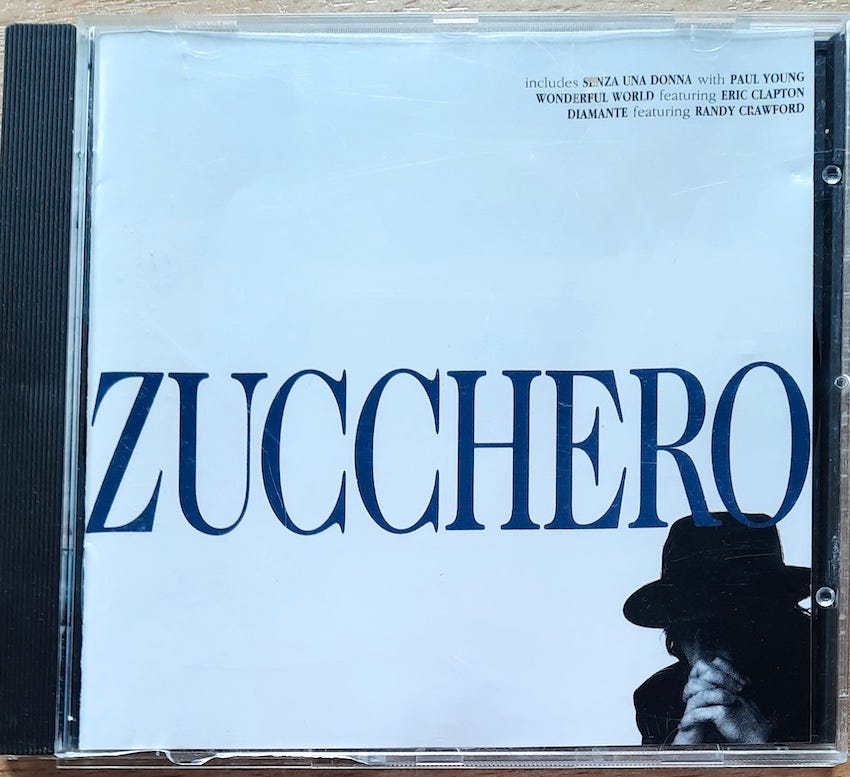 includes SENZA UNA DONNA with PAUL YOUNG
WONDERFUL WORLD featuring ERIC CLAPTON
DIAMANTE featuring RANDY CRAWFORD
ZUCCHERO